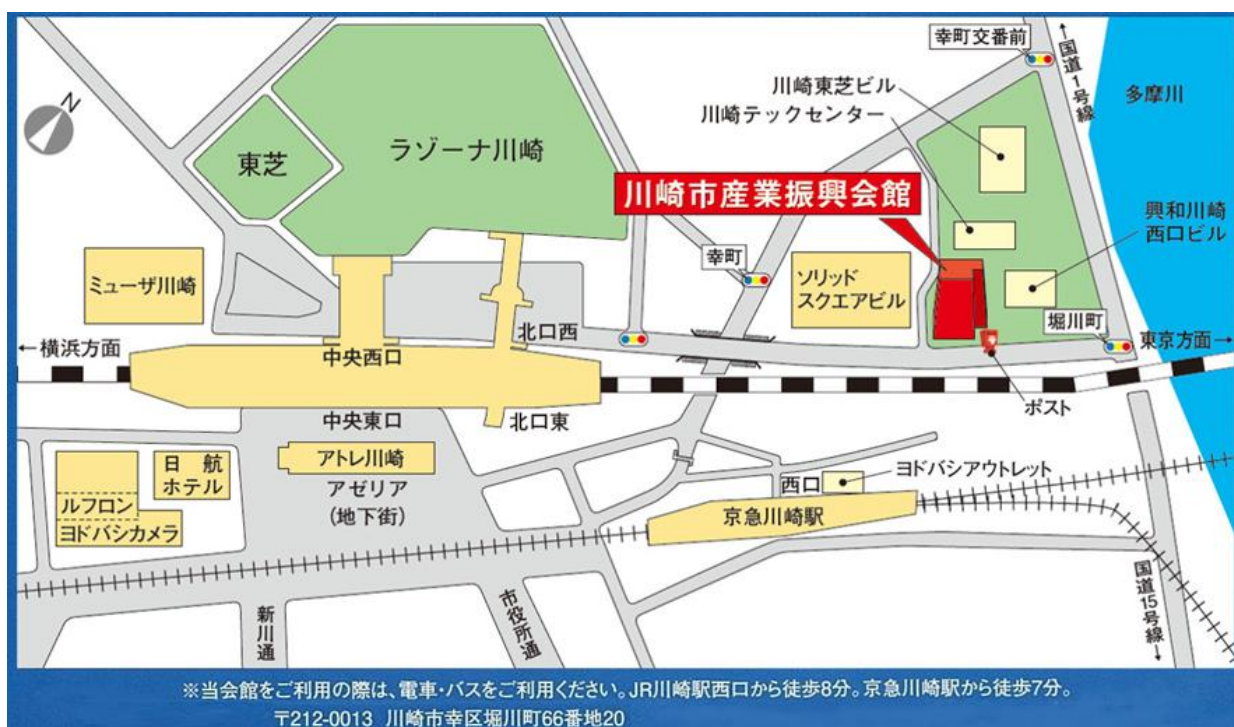 幸町交番前
←国道1号線
川崎東芝ビル
多摩川
川崎テックセンター
N
東芝
ラゾーナ川崎
川崎市産業振興会館
興和川崎
西口ビル
幸町
ミューザ川崎
ソリッド
スクエアビル
堀川町
北口西
←横浜方面
中央西口
東京方面→
ポスト
中央東口
北口東
アトレ川崎
日航
ホテル
ヨドバシアウトレット
西口
アゼリア
(地下街)
ルフロン
ヨドバシカメラ
京急川崎駅
国道15号線→
新川通
市役所通
※当会館をご利用の際は、電車・バスをご利用ください。JR川崎駅西口から徒歩8分。京急川崎駅から徒歩7分。
〒212-0013 川崎市幸区堀川町66番地20